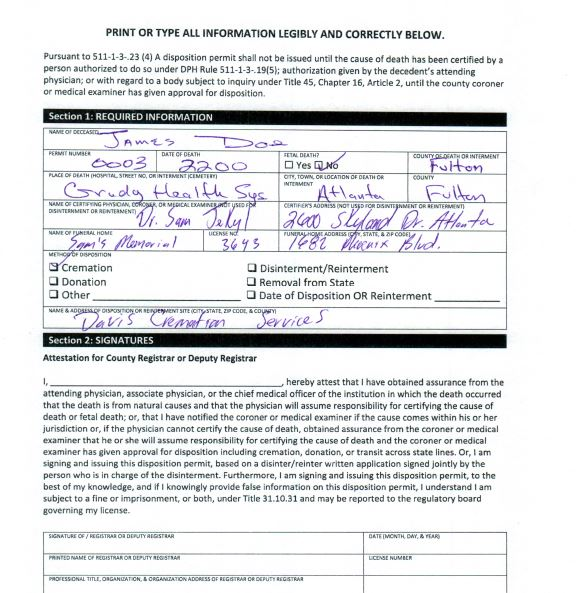 PRINT OR TYPE ALL INFORMATION LEGIBLY AND CORRECTLY BELOW.
Pursuant to 511-1-3-.23 (4) A disposition permit shall not be issued until the cause of death has been certified by a
person authorized to do so under DPH Rule 511-1-3-.19(5); authorization given by the decedent's attending
physician; or with regard to a body subject to inquiry under Title 45, Chapter 16, Article 2, until the county coroner
or medical examiner has given approval for disposition.
Section 1: REQUIRED INFORMATION
NAME OF DECEASED
James Doe
PERMIT NUMBER DATE OF DEATH FETAL DEATH? COUNTY OF DEATH OR INTERMENT
0003 2200 ☐ Yes ☑ No Fulton
PLACE OF DEATH (HOSPITAL, STREET NO, OR INTERMENT (CEMETERY) CITY, TOWN, OR LOCATION OF DEATH OR COUNTY
INTERMENT
Grady Health Sys Atlanta Fulton
NAME OF CERTIFYING PHYSICIAN, CORONER, OR MEDICAL EXAMINER (NOT USED FOR CERTIFIER'S ADDRESS (NOT USED FOR DISINTERMENT OR REINTERMENT)
DISINTERMENT OR REINTERMENT)
Dr. Sam Jekyl 2600 Skyland Dr. Atlanta
NAME OF FUNERAL HOME LICENSE NO. FUNERAL HOME ADDRESS (CITY, STATE, & ZIP CODE)
Sam's Memorial 3643 1682 Phoenix Blvd.
METHOD OF DISPOSITION
☑ Cremation ☐ Disinterment/Reinterment
☐ Donation ☐ Removal from State
☐ Other ☐ Date of Disposition OR Reinterment
NAME & ADDRESS OF DISPOSITION OR REINTERMENT SITE (CITY, STATE, ZIP CODE, & COUNTY)
Davis Cremation Services
Section 2: SIGNATURES
Attestation for County Registrar or Deputy Registrar
I, , hereby attest that I have obtained assurance from the
attending physician, associate physician, or the chief medical officer of the institution in which the death occurred
that the death is from natural causes and that the physician will assume responsibility for certifying the cause of
death or fetal death; or, that I have notified the coroner or medical examiner if the cause comes within his or her
jurisdiction or, if the physician cannot certify the cause of death, obtained assurance from the coroner or medical
examiner that he or she will assume responsibility for certifying the cause of death and the coroner or medical
examiner has given approval for disposition including cremation, donation, or transit across state lines. Or, I am
signing and issuing this disposition permit, based on a disinter/reinter written application signed jointly by the
person who is in charge of the disinterment. Furthermore, I am signing and issuing this disposition permit, to the
best of my knowledge, and if I knowingly provide false information on this disposition permit, I understand I am
subject to a fine or imprisonment, or both, under Title 31.10.31 and may be reported to the regulatory board
governing my license.
SIGNATURE OF / REGISTRAR OR DEPUTY REGISTRAR DATE (MONTH, DAY, & YEAR)
PRINTED NAME OF REGISTRAR OR DEPUTY REGISTRAR LICENSE NUMBER
PROFESSIONAL TITLE, ORGANIZATION, & ORGANIZATION ADDRESS OF REGISTRAR OR DEPUTY REGISTRAR